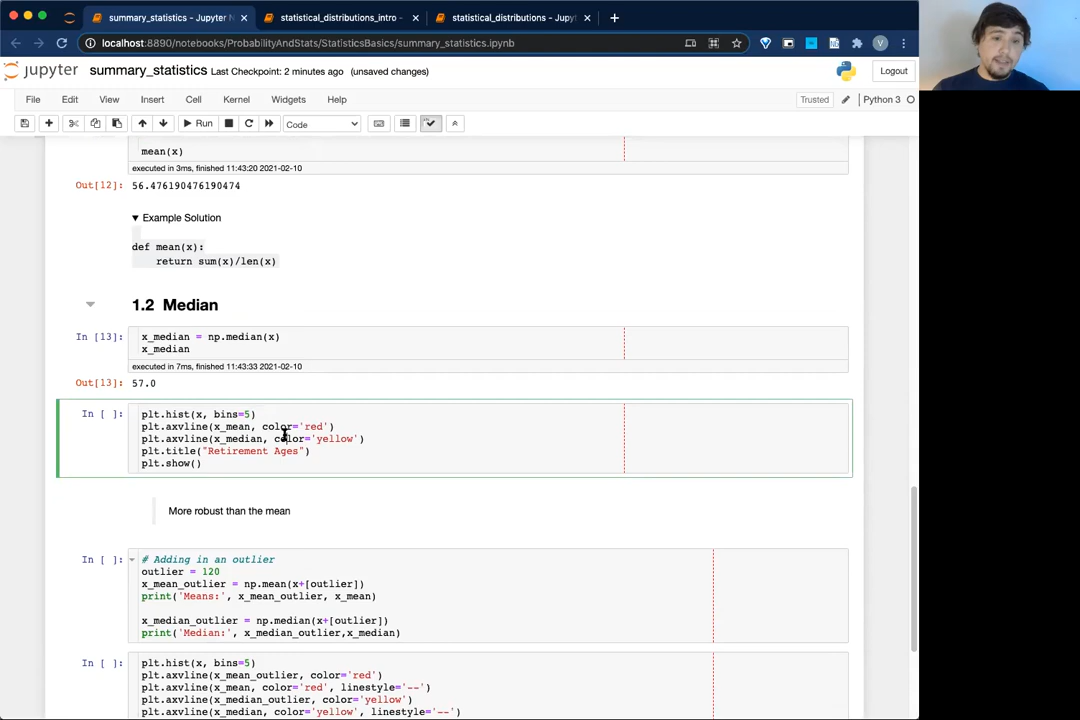 summary_statistics - Jupyter N
statistical_distributions_intro -
statistical_distributions - Jupyt
localhost:8890/notebooks/ProbabilityAndStats/StatisticsBasics/summary_statistics.ipynb
V
jupyter summary_statistics Last Checkpoint: 2 minutes ago (unsaved changes)
Logout
File Edit View Insert Cell Kernel Widgets Help
Trusted Python 3
Run Code
mean(x)
executed in 3ms, finished 11:43:20 2021-02-10
Out[12]: 56.476190476190474
Example Solution
def mean(x):
    return sum(x)/len(x)
1.2 Median
In [13]: x_median = np.median(x)
x_median
executed in 7ms, finished 11:43:33 2021-02-10
Out[13]: 57.0
In [ ]: plt.hist(x, bins=5)
plt.axvline(x_mean, color='red')
plt.axvline(x_median, color='yellow')
plt.title("Retirement Ages")
plt.show()
More robust than the mean
In [ ]: # Adding in an outlier
outlier = 120
x_mean_outlier = np.mean(x+[outlier])
print('Means:', x_mean_outlier, x_mean)
x_median_outlier = np.median(x+[outlier])
print('Median:', x_median_outlier,x_median)
In [ ]: plt.hist(x, bins=5)
plt.axvline(x_mean_outlier, color='red')
plt.axvline(x_mean, color='red', linestyle='--')
plt.axvline(x_median_outlier, color='yellow')
plt.axvline(x_median, color='yellow', linestyle='--')